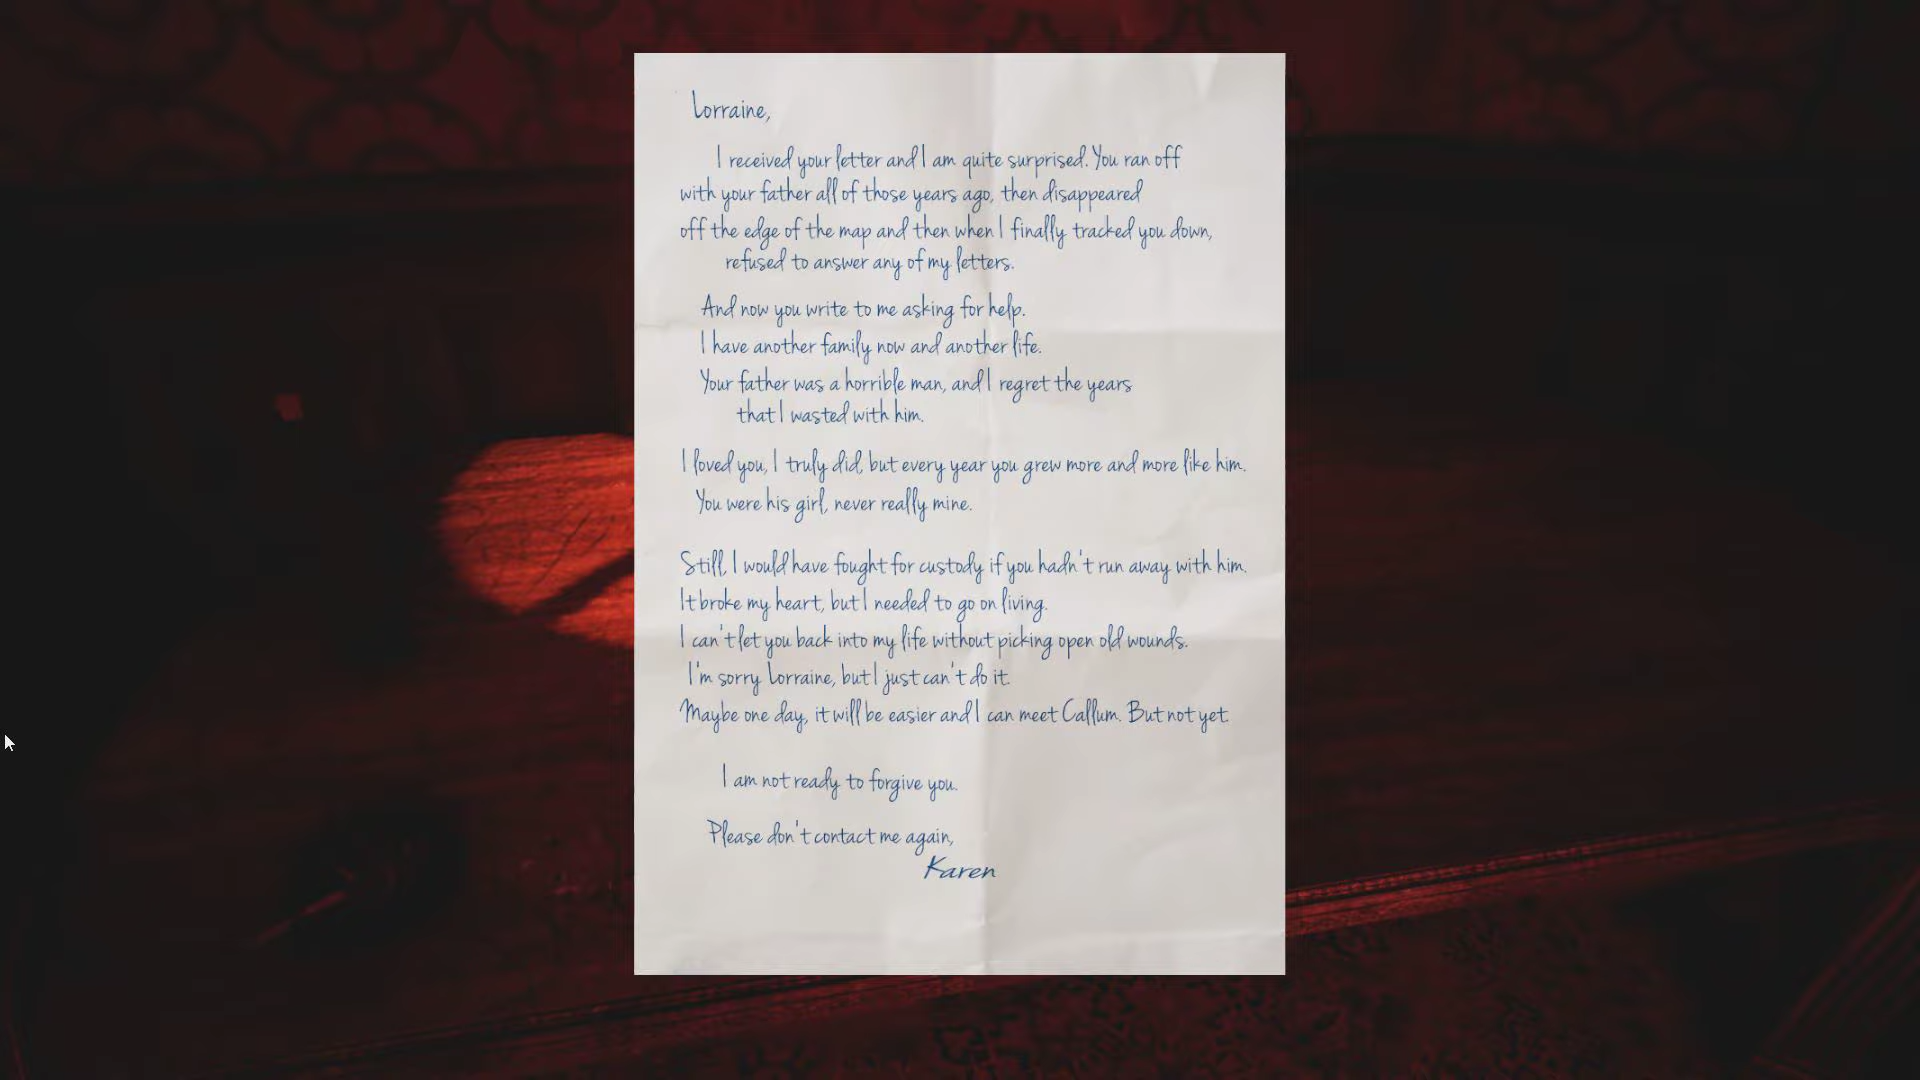 Lorraine,
I received your letter and I am quite surprised. You ran off
with your father all of those years ago, then disappeared
off the edge of the map and then when I finally tracked you down,
refused to answer any of my letters.
And now you write to me asking for help.
I have another family now and another life.
Your father was a horrible man, and I regret the years
that I wasted with him.
I loved you, I truly did, but every year you grew more and more like him.
You were his girl, never really mine.
Still, I would have fought for custody if you hadn't run away with him.
It broke my heart, but I needed to go on living.
I can't let you back into my life without picking open old wounds.
I'm sorry Lorraine, but I just can't do it.
Maybe one day, it will be easier and I can meet Callum. But not yet.
I am not ready to forgive you.
Please don't contact me again,
Karen